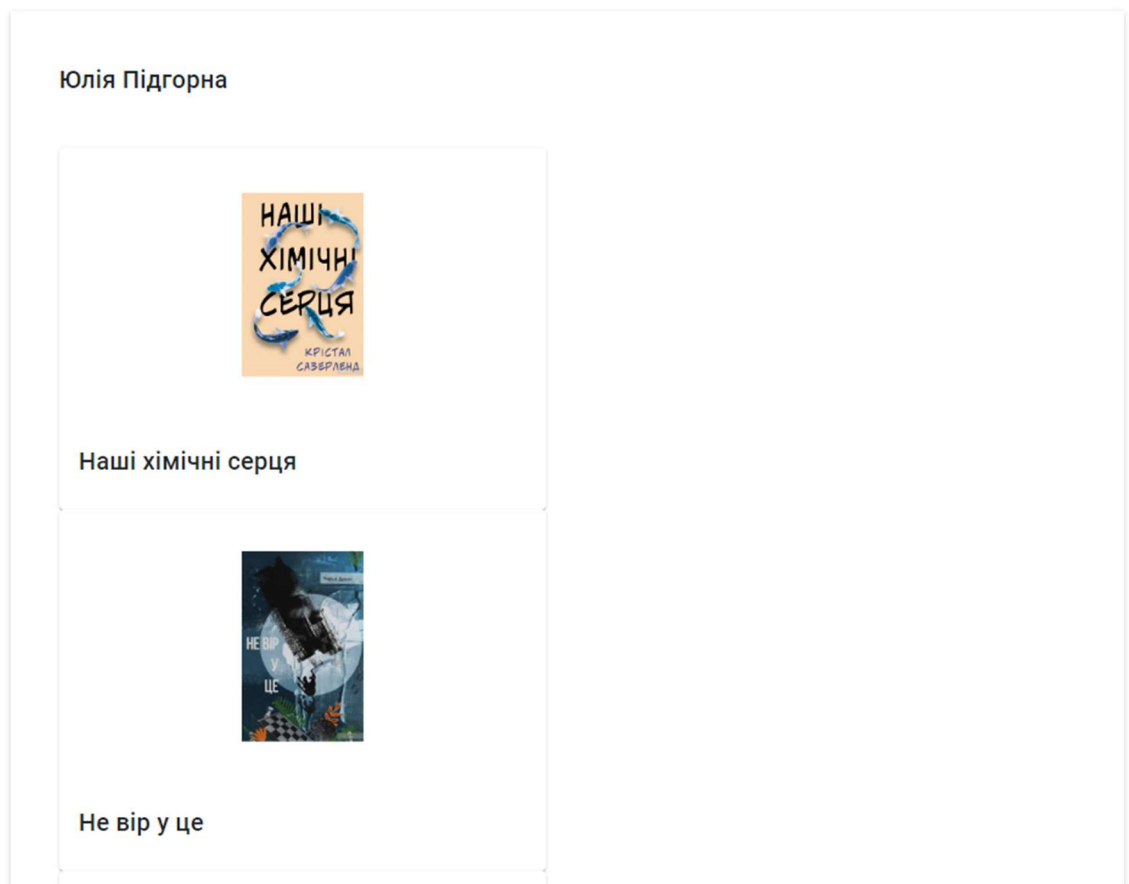 Юлія Підгорна
НАШІ
ХІМІЧНІ
СЕРЦЯ
КРІСТАЛ
САЗЕРЛЕНД
Наші хімічні серця
НЕ ВІР
У
ЦЕ
Не вір у це